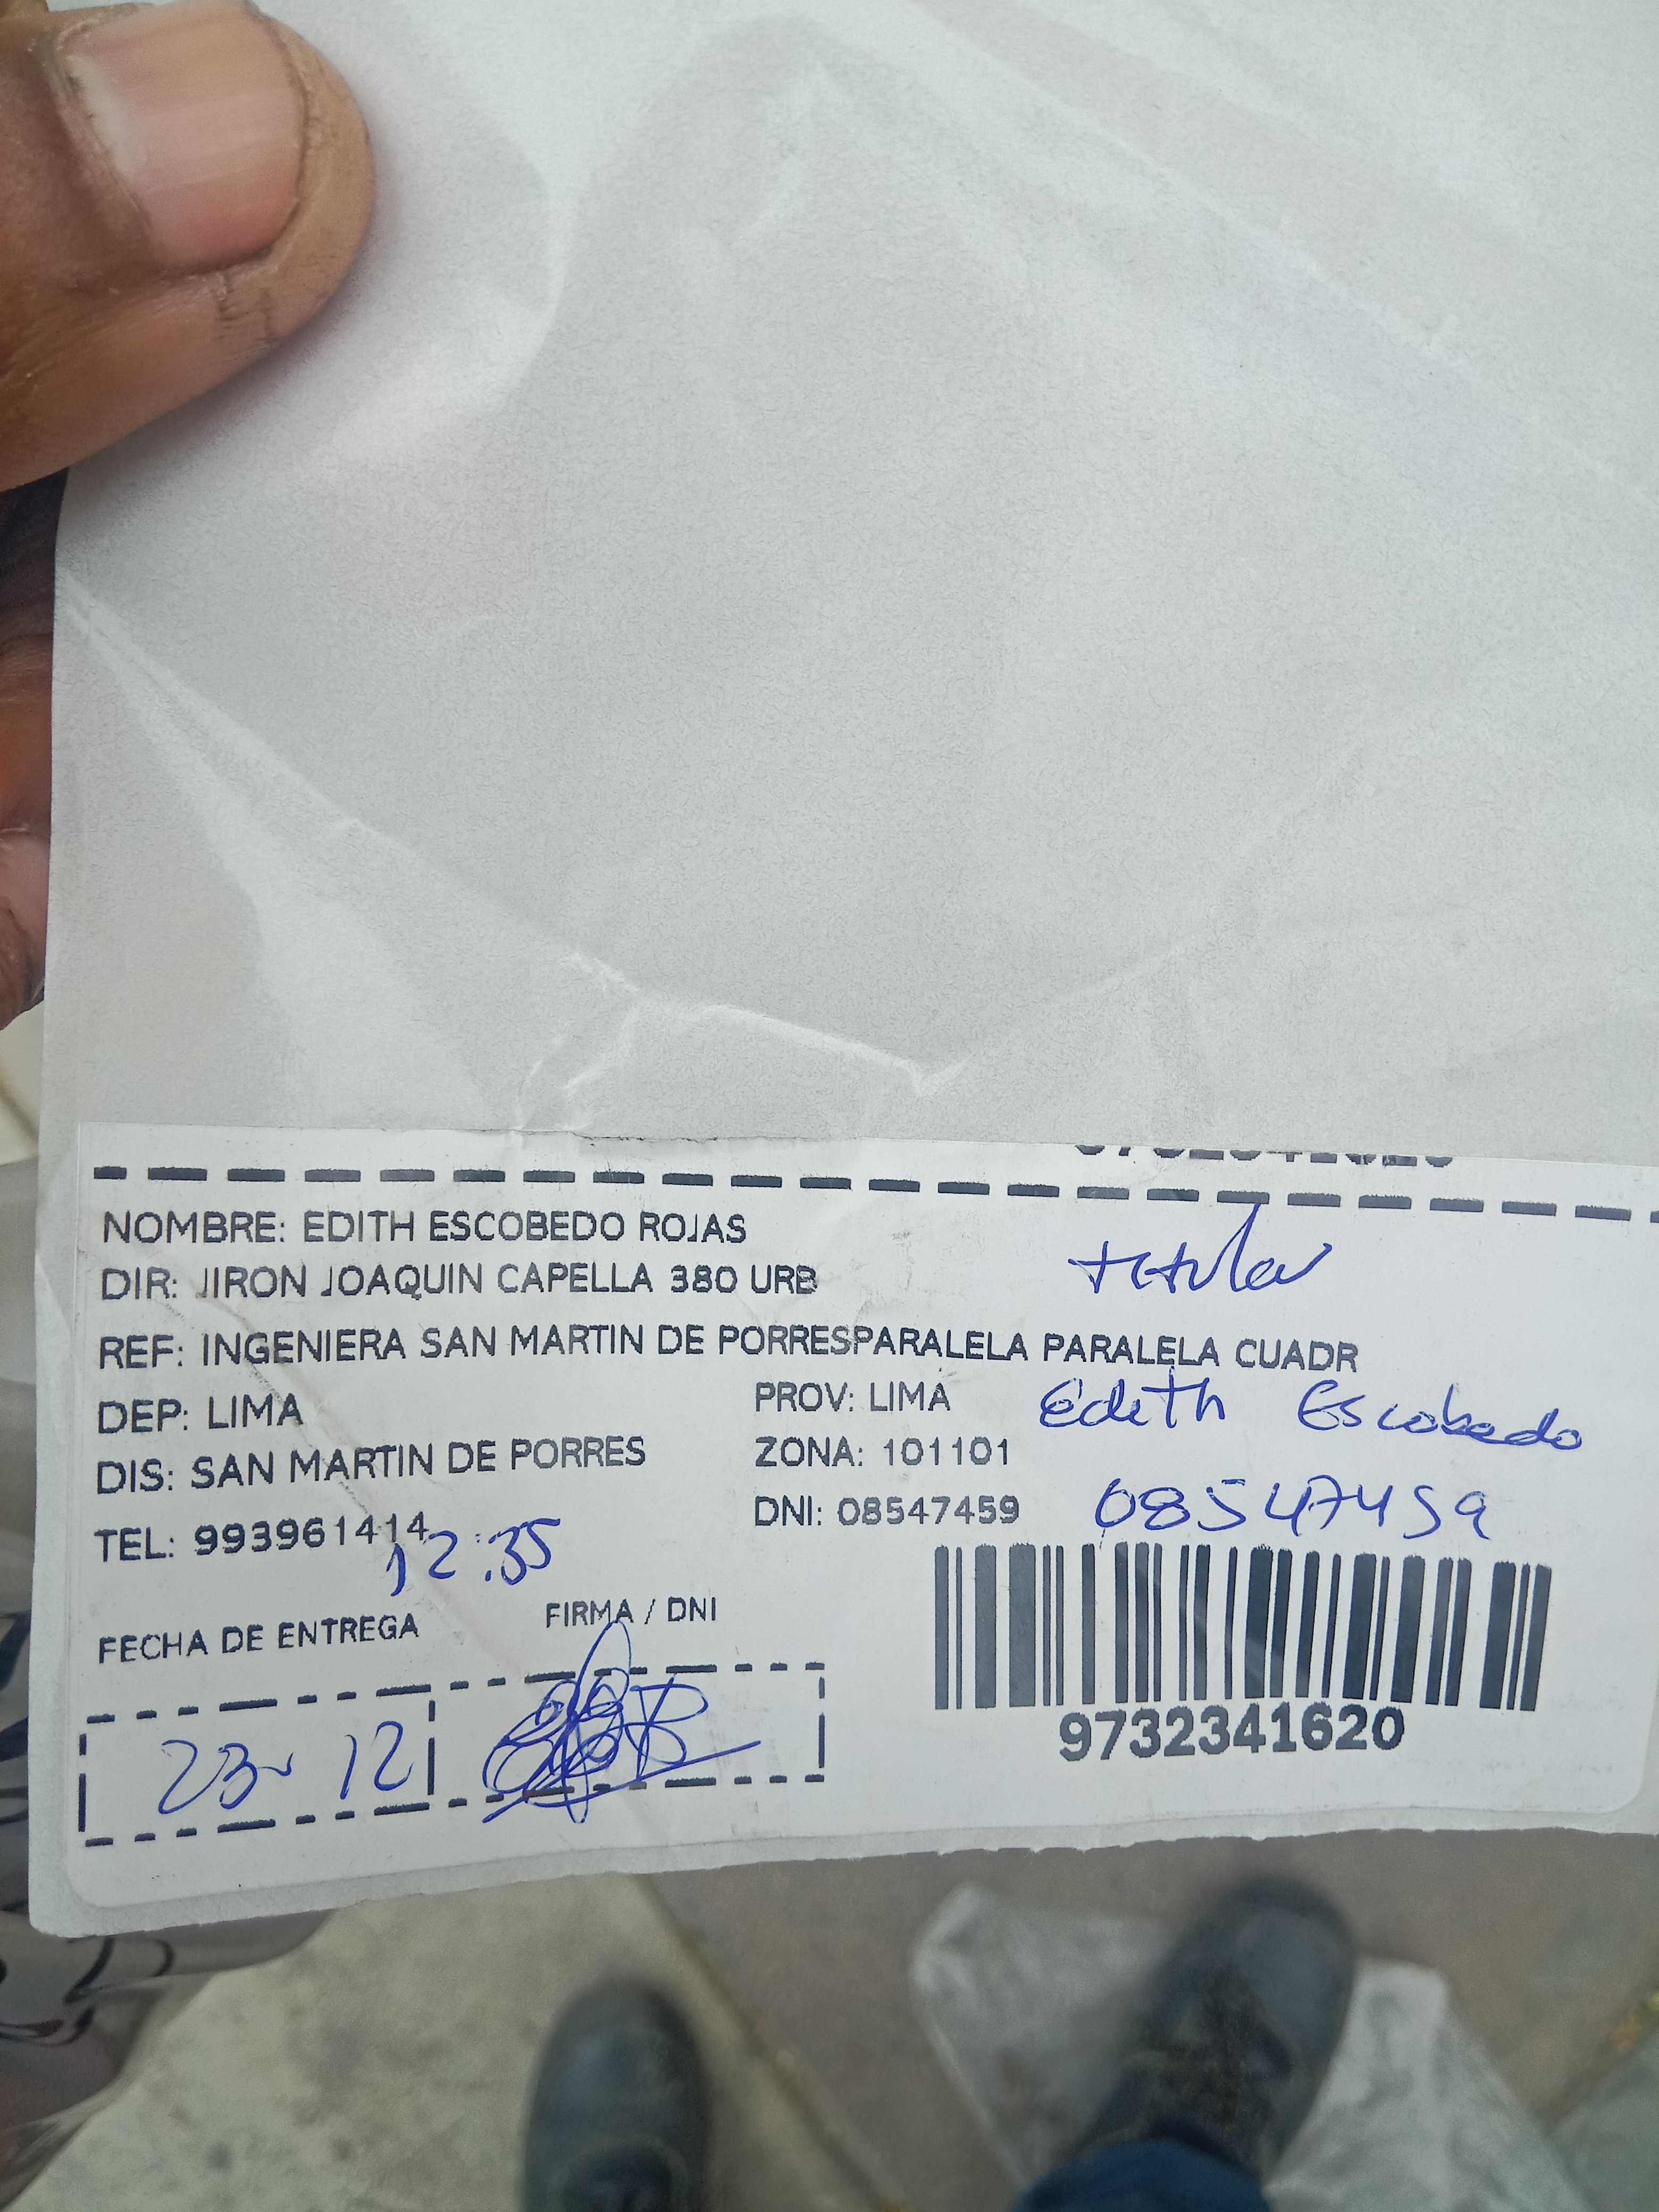 NOMBRE: EDITH ESCOBEDO ROJAS
titular
DIR: JIRON JOAQUIN CAPELLA 380 URB
REF: INGENIERA SAN MARTIN DE PORRESPARALELA PARALELA CUADR
DEP: LIMA PROV: LIMA
Edith Escobedo
DIS: SAN MARTIN DE PORRES ZONA: 101101
TEL: 993961414 DNI: 08547459 08547459
12:35
FECHA DE ENTREGA FIRMA / DNI
23 12
9732341620